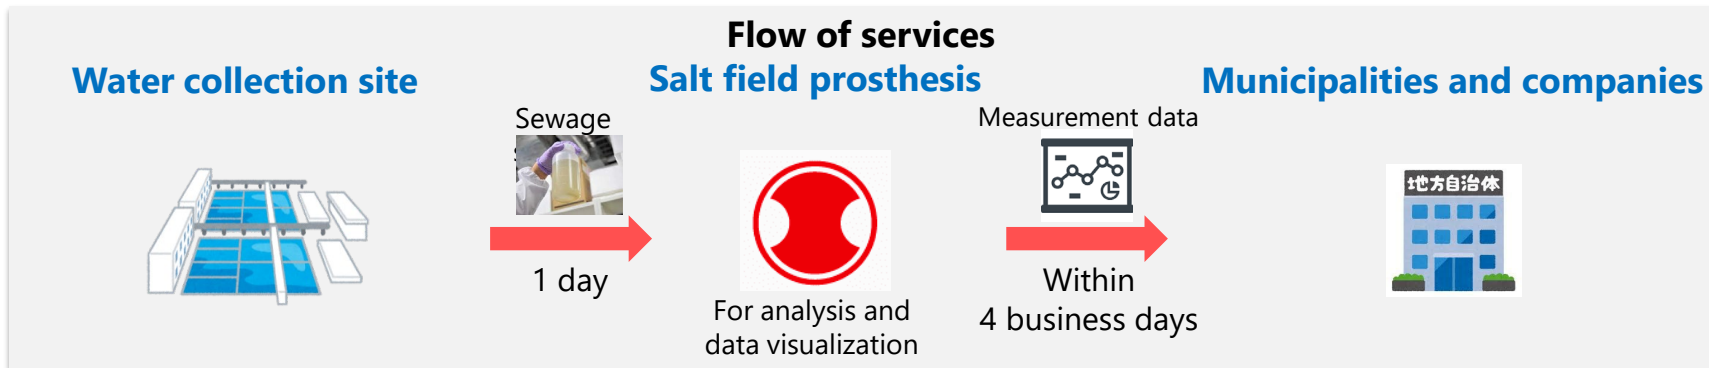 Flow of services
Water collection site
Salt field prosthesis
Municipalities and companies
Sewage
Measurement data
地方自治体
1 day
Within
4 business days
For analysis and
data visualization